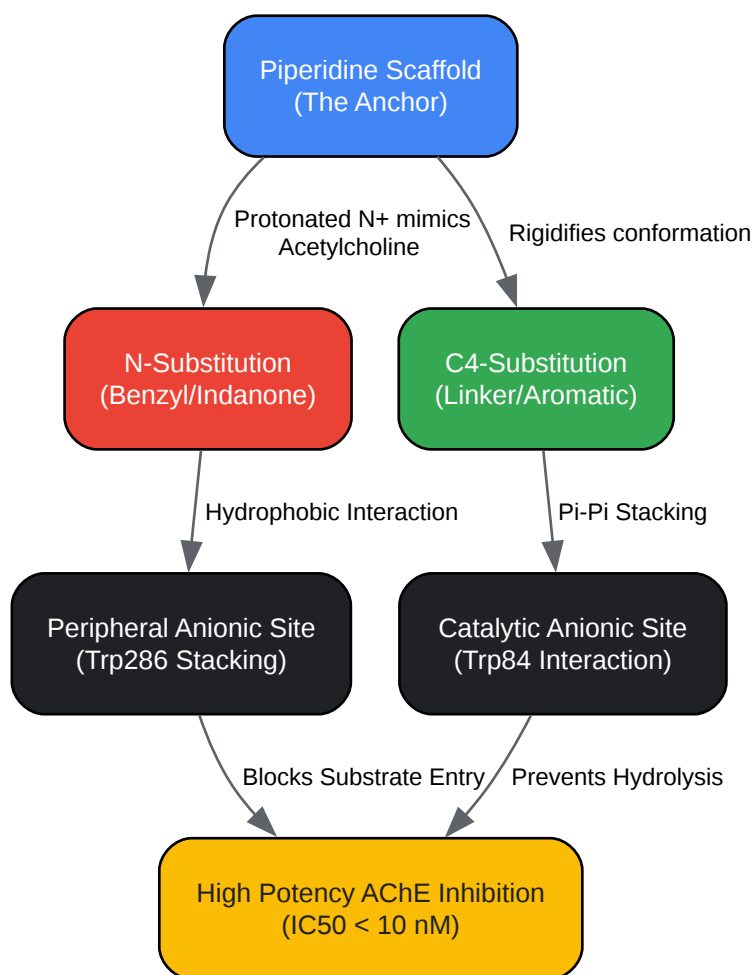 Piperidine Scaffold
(The Anchor)
Protonated N+ mimics
Acetylcholine
Rigidifies conformation
N-Substitution
(Benzyl/Indanone)
C4-Substitution
(Linker/Aromatic)
Hydrophobic Interaction
Pi-Pi Stacking
Peripheral Anionic Site
(Trp286 Stacking)
Catalytic Anionic Site
(Trp84 Interaction)
Blocks Substrate Entry
Prevents Hydrolysis
High Potency AChE Inhibition
(IC50 < 10 nM)